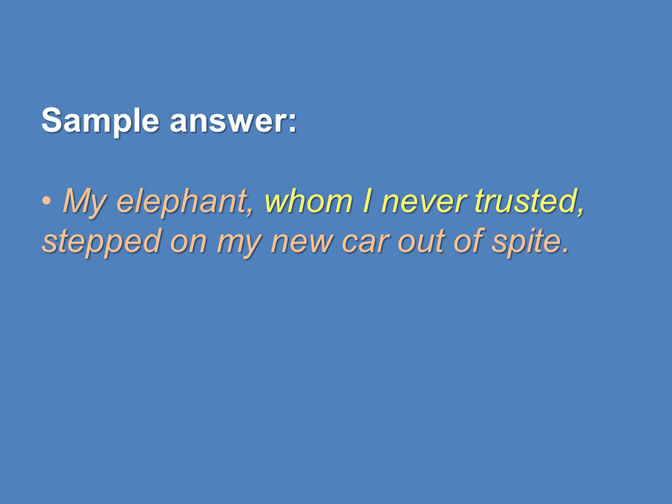 Sample answer:
• My elephant, whom I never trusted,
stepped on my new car out of spite.